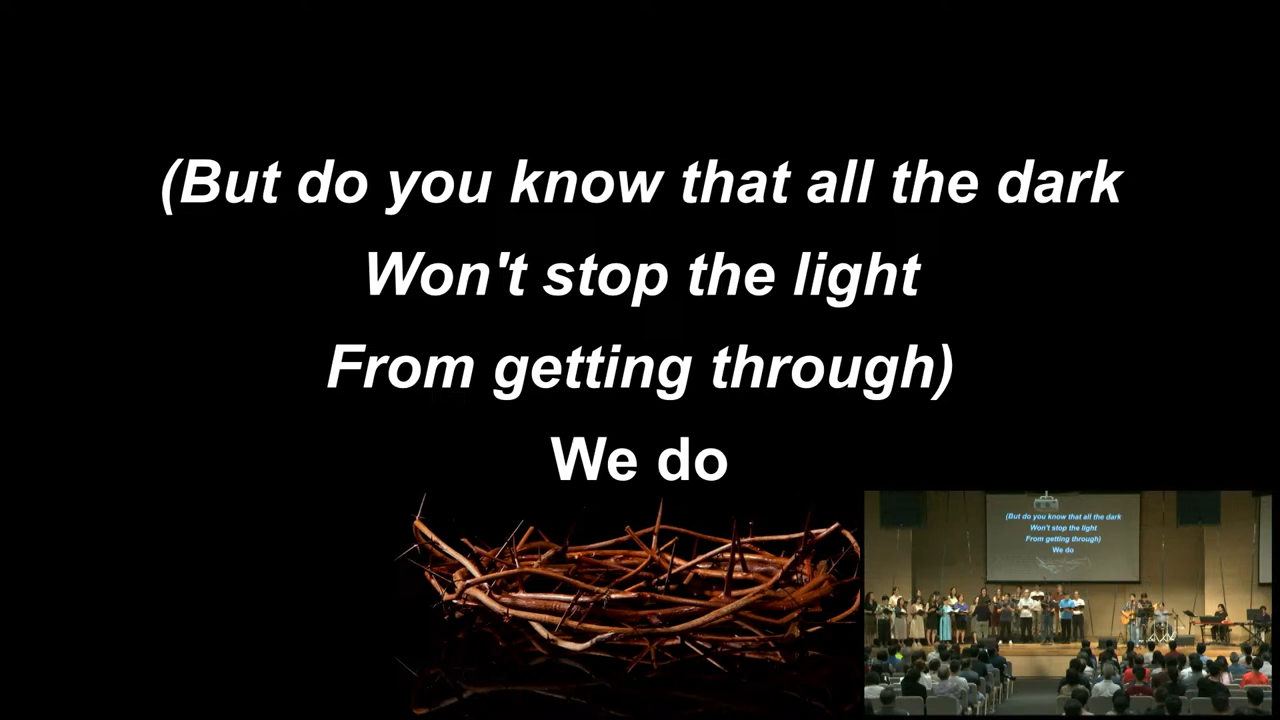 (But do you know that all the dark
Won't stop the light
From getting through)
We do
(But do you know that all the dark
Won't stop the light
From getting through)
We do